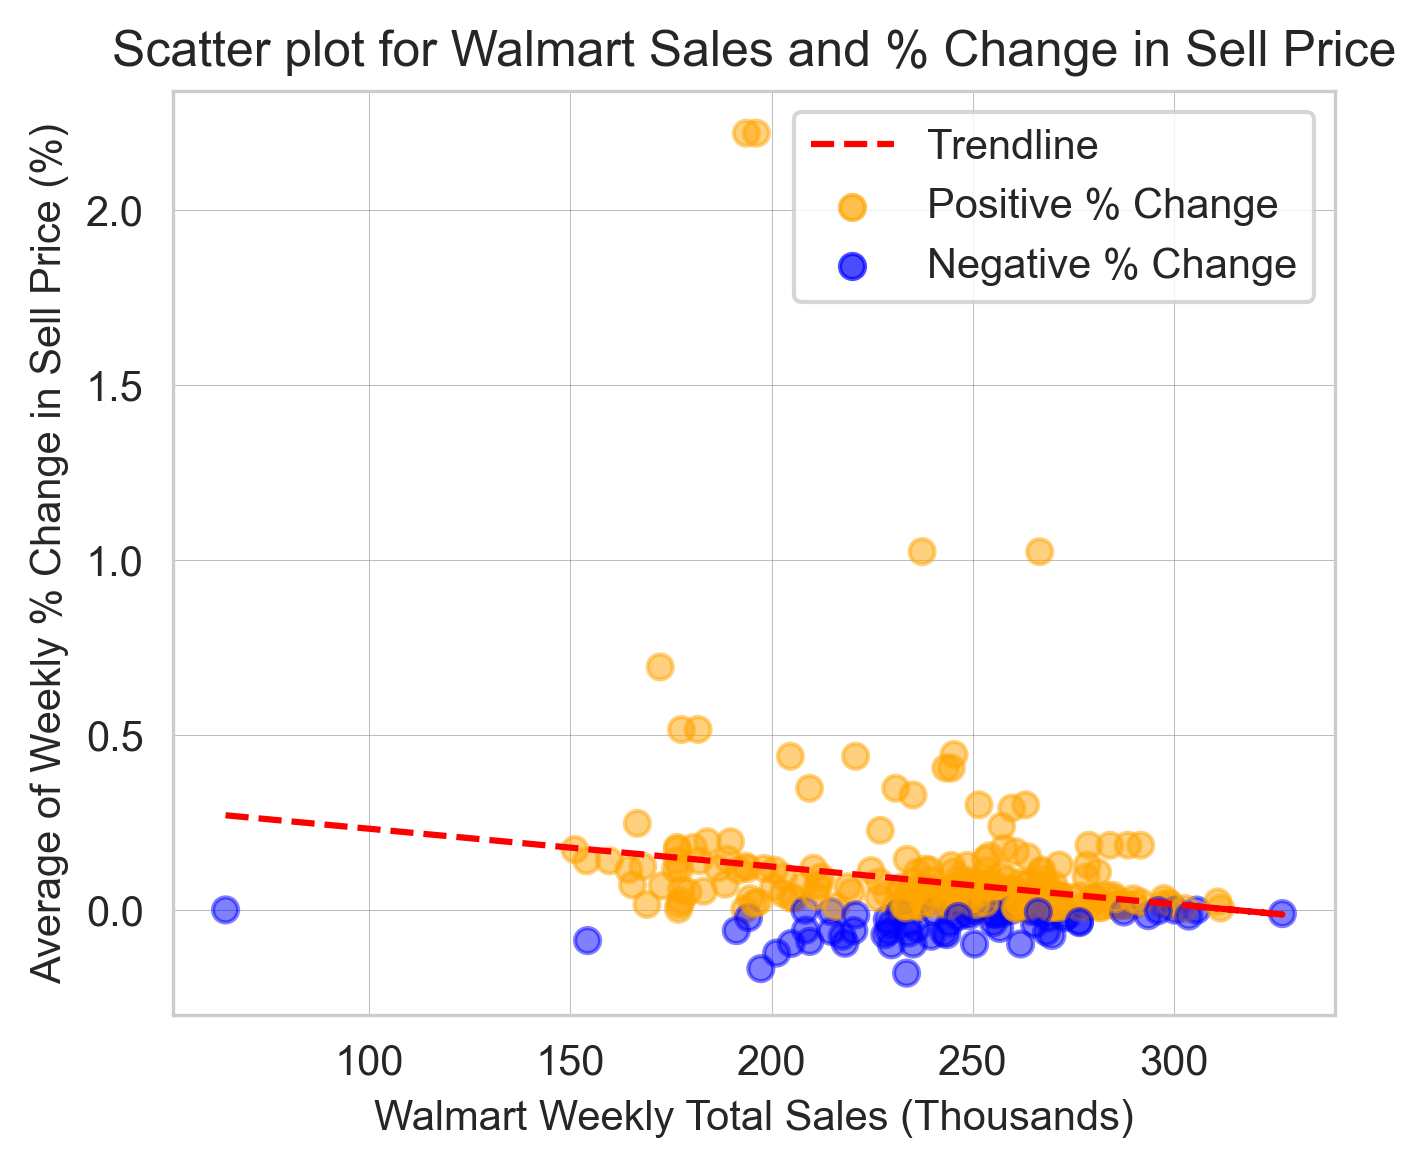 Scatter plot for Walmart Sales and % Change in Sell Price
Average of Weekly % Change in Sell Price (%)
2.0
1.5
1.0
0.5
0.0
Trendline
Positive % Change
Negative % Change
100 150 200 250 300
Walmart Weekly Total Sales (Thousands)